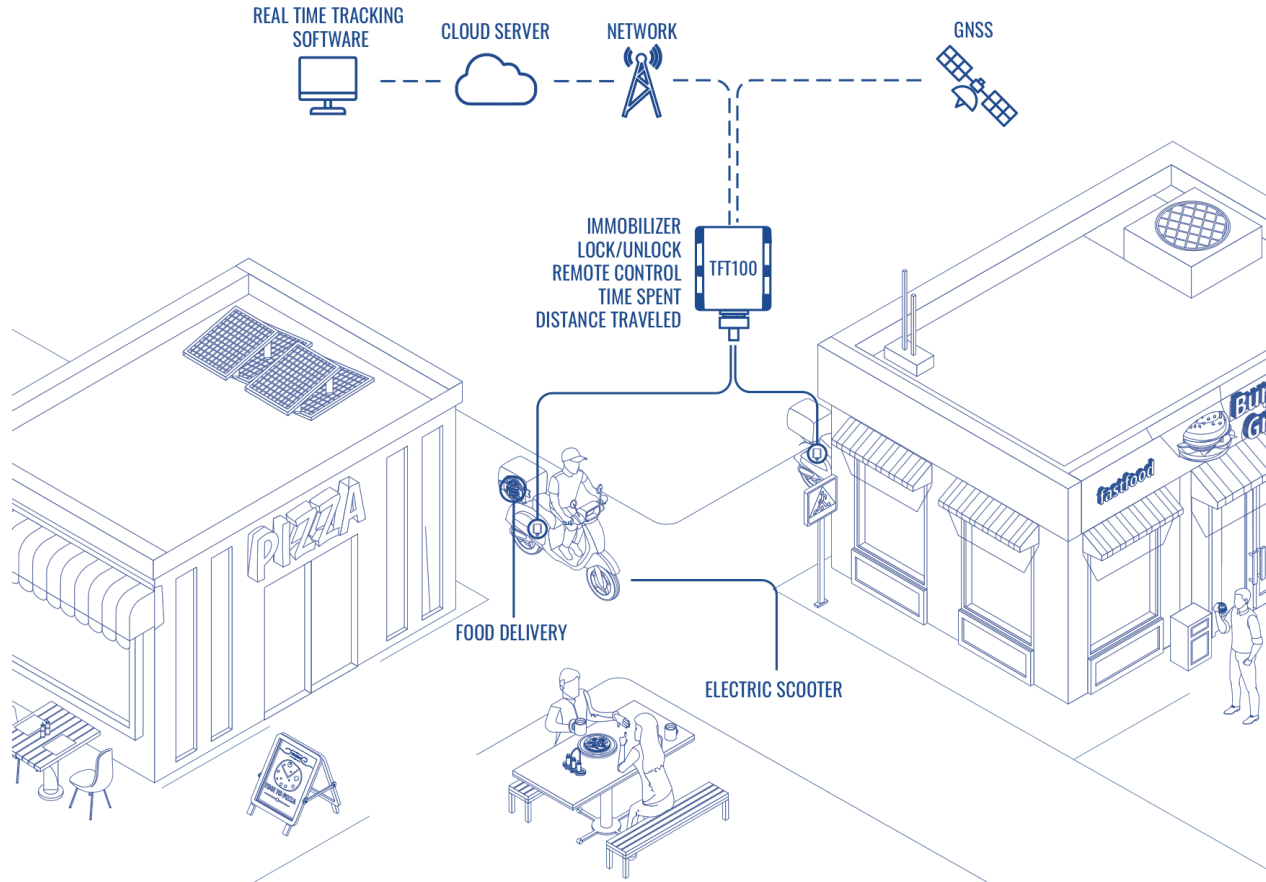 REAL TIME TRACKING
SOFTWARE
CLOUD SERVER
NETWORK
GNSS
IMMOBILIZER
LOCK/UNLOCK
REMOTE CONTROL
TIME SPENT
DISTANCE TRAVELED
TFT100
PIZZA
fastfood
FOOD DELIVERY
ELECTRIC SCOOTER